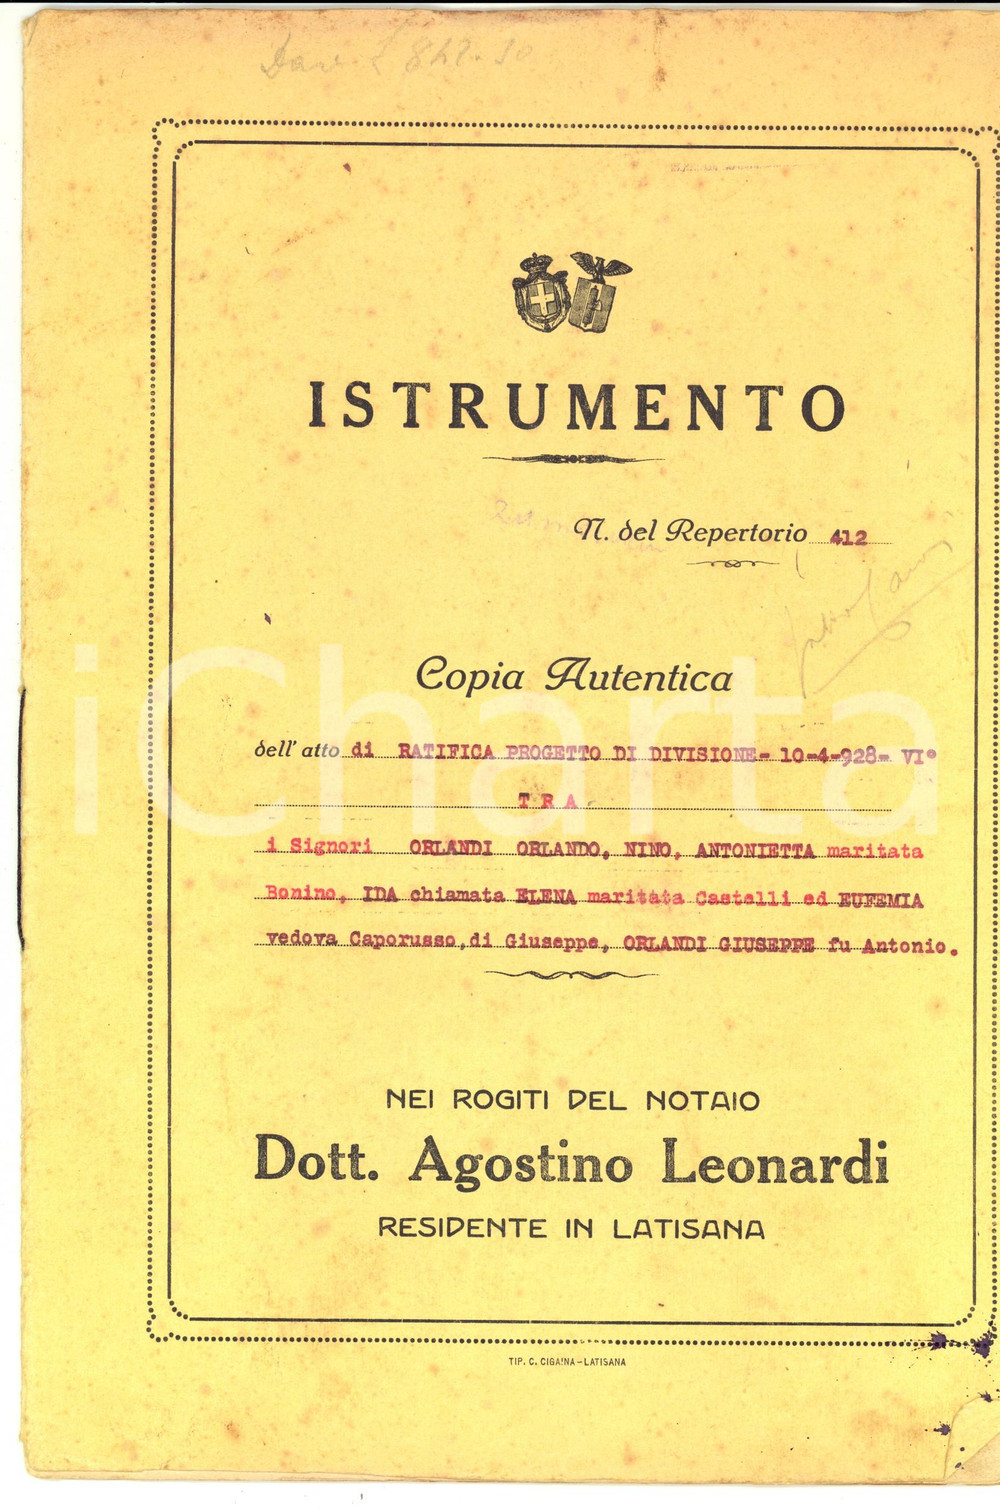 ISTRUMENTO
N. del Repertorio 412
Copia Autentica
dell' atto di RATIFICA PROGETTO DI DIVISIONE- 10-4-928- VI°
TRA
i Signori ORLANDI ORLANDO, NINO, ANTONIETTA maritata
Bonino, IDA chiamata ELENA maritata Castelli ed EUFEMIA
vedova Caporusso, di Giuseppe, ORLANDI GIUSEPPE fu Antonio.
iCharta
NEI ROGITI DEL NOTAIO
Dott. Agostino Leonardi
RESIDENTE IN LATISANA
TIP. C. CIGAINA-LATISANA